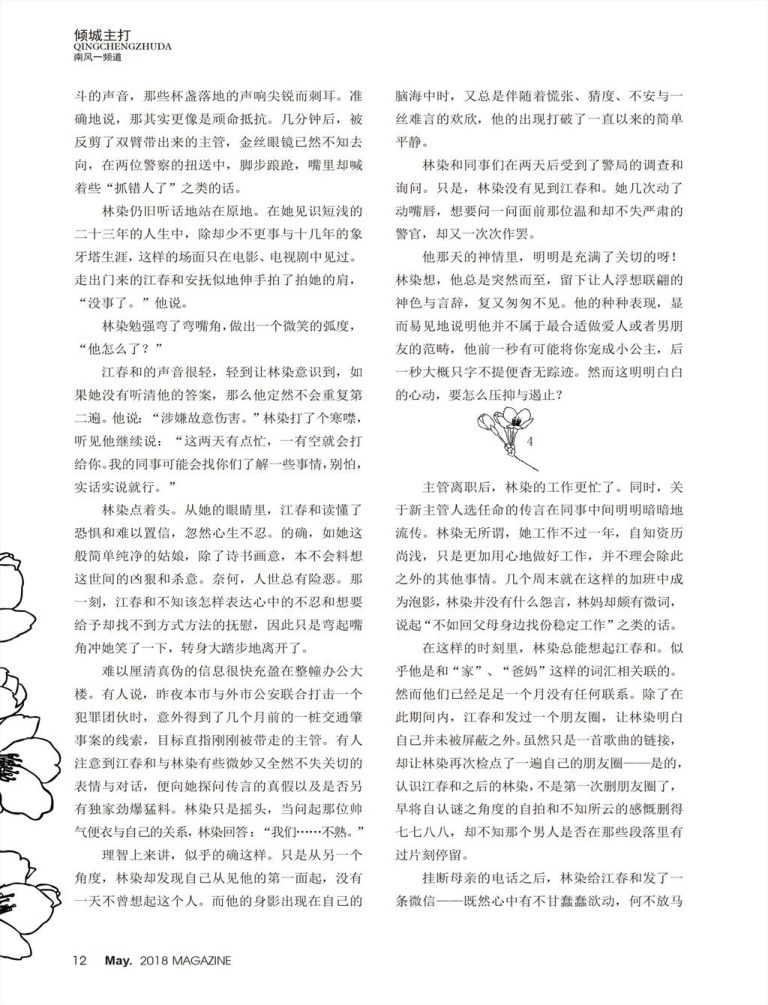 倾城主打
QINGCHENGZHUDA
南风一频道
斗的声音，那些杯盏落地的声响尖锐而刺耳。准
确地说，那其实更像是顽命抵抗。几分钟后，被
反剪了双臂带出来的主管，金丝眼镜已然不知去
向，在两位警察的扭送中，脚步踉跄，嘴里却喊
着些“抓错人了”之类的话。
林染仍旧听话地站在原地。在她见识短浅的
二十三年的人生中，除却少不更事与十几年的象
牙塔生涯，这样的场面只在电影、电视剧中见过。
走出门来的江春和安抚似地伸手拍了拍她的肩，
“没事了。”他说。
林染勉强弯了弯嘴角，做出一个微笑的弧度，
“他怎么了？”
江春和的声音很轻，轻到让林染意识到，如
果她没有听清他的答案，那么他定然不会重复第
二遍。他说：“涉嫌故意伤害。”林染打了个寒噤，
听见他继续说：“这两天有点忙，一有空就会打
给你。我的同事可能会找你们了解一些事情，别怕，
实话实说就行。”
林染点着头。从她的眼睛里，江春和读懂了
恐惧和难以置信，忽然心生不忍。的确，如她这
般简单纯净的姑娘，除了诗书画意，本不会料想
这世间的凶狠和杀意。奈何，人世总有险恶。那
一刻，江春和不知该怎样表达心中的不忍和想要
给予却找不到方式方法的抚慰，因此只是弯起嘴
角冲她笑了一下，转身大踏步地离开了。
难以厘清真伪的信息很快充盈在整幢办公大
楼。有人说，昨夜本市与外市公安联合打击一个
犯罪团伙时，意外得到了几个月前的一桩交通肇
事案的线索，目标直指刚刚被带走的主管。有人
注意到江春和与林染有些微妙又全然不失关切的
表情与对话，便向她探问传言的真假以及是否另
有独家劲爆猛料。林染只是摇头，当问起那位帅
气便衣与自己的关系，林染回答：“我们……不熟。”
理智上来讲，似乎的确这样。只是从另一个
角度，林染却发现自己从见他的第一面起，没有
一天不曾想起这个人。而他的身影出现在自己的
脑海中时，又总是伴随着慌张、猜度、不安与一
丝难言的欢欣，他的出现打破了一直以来的简单
平静。
林染和同事们在两天后受到了警局的调查和
询问。只是，林染没有见到江春和。她几次动了
动嘴唇，想要问一问面前那位温和却不失严肃的
警官，却又一次次作罢。
他那天的神情里，明明是充满了关切的呀！
林染想，他总是突然而至，留下让人浮想联翩的
神色与言辞，复又匆匆不见。他的种种表现，显
而易见地说明他并不属于最合适做爱人或者男朋
友的范畴，他前一秒有可能将你宠成小公主，后
一秒大概只字不提便杳无踪迹。然而这明明白白
的心动，要怎么压抑与遏止？
4
主管离职后，林染的工作更忙了。同时，关
于新主管人选任命的传言在同事中间明明暗暗地
流传。林染无所谓，她工作不过一年，自知资历
尚浅，只是更加用心地做好工作，并不理会除此
之外的其他事情。几个周末就在这样的加班中成
为泡影，林染并没有什么怨言，林妈却颇有微词，
说起“不如回父母身边找份稳定工作”之类的话。
在这样的时刻里，林染总能想起江春和。似
乎他是和“家”、“爸妈”这样的词汇相关联的。
然而他们已经足足一个月没有任何联系。除了在
此期间内，江春和发过一个朋友圈，让林染明白
自己并未被屏蔽之外。虽然只是一首歌曲的链接，
却让林染再次检点了一遍自己的朋友圈——是的，
认识江春和之后的林染，不是第一次删朋友圈了，
早将自认谜之角度的自拍和不知所云的感慨删得
七七八八，却不知那个男人是否在那些段落里有
过片刻停留。
挂断母亲的电话之后，林染给江春和发了一
条微信——既然心中有不甘蠢蠢欲动，何不放马
12 May. 2018 MAGAZINE